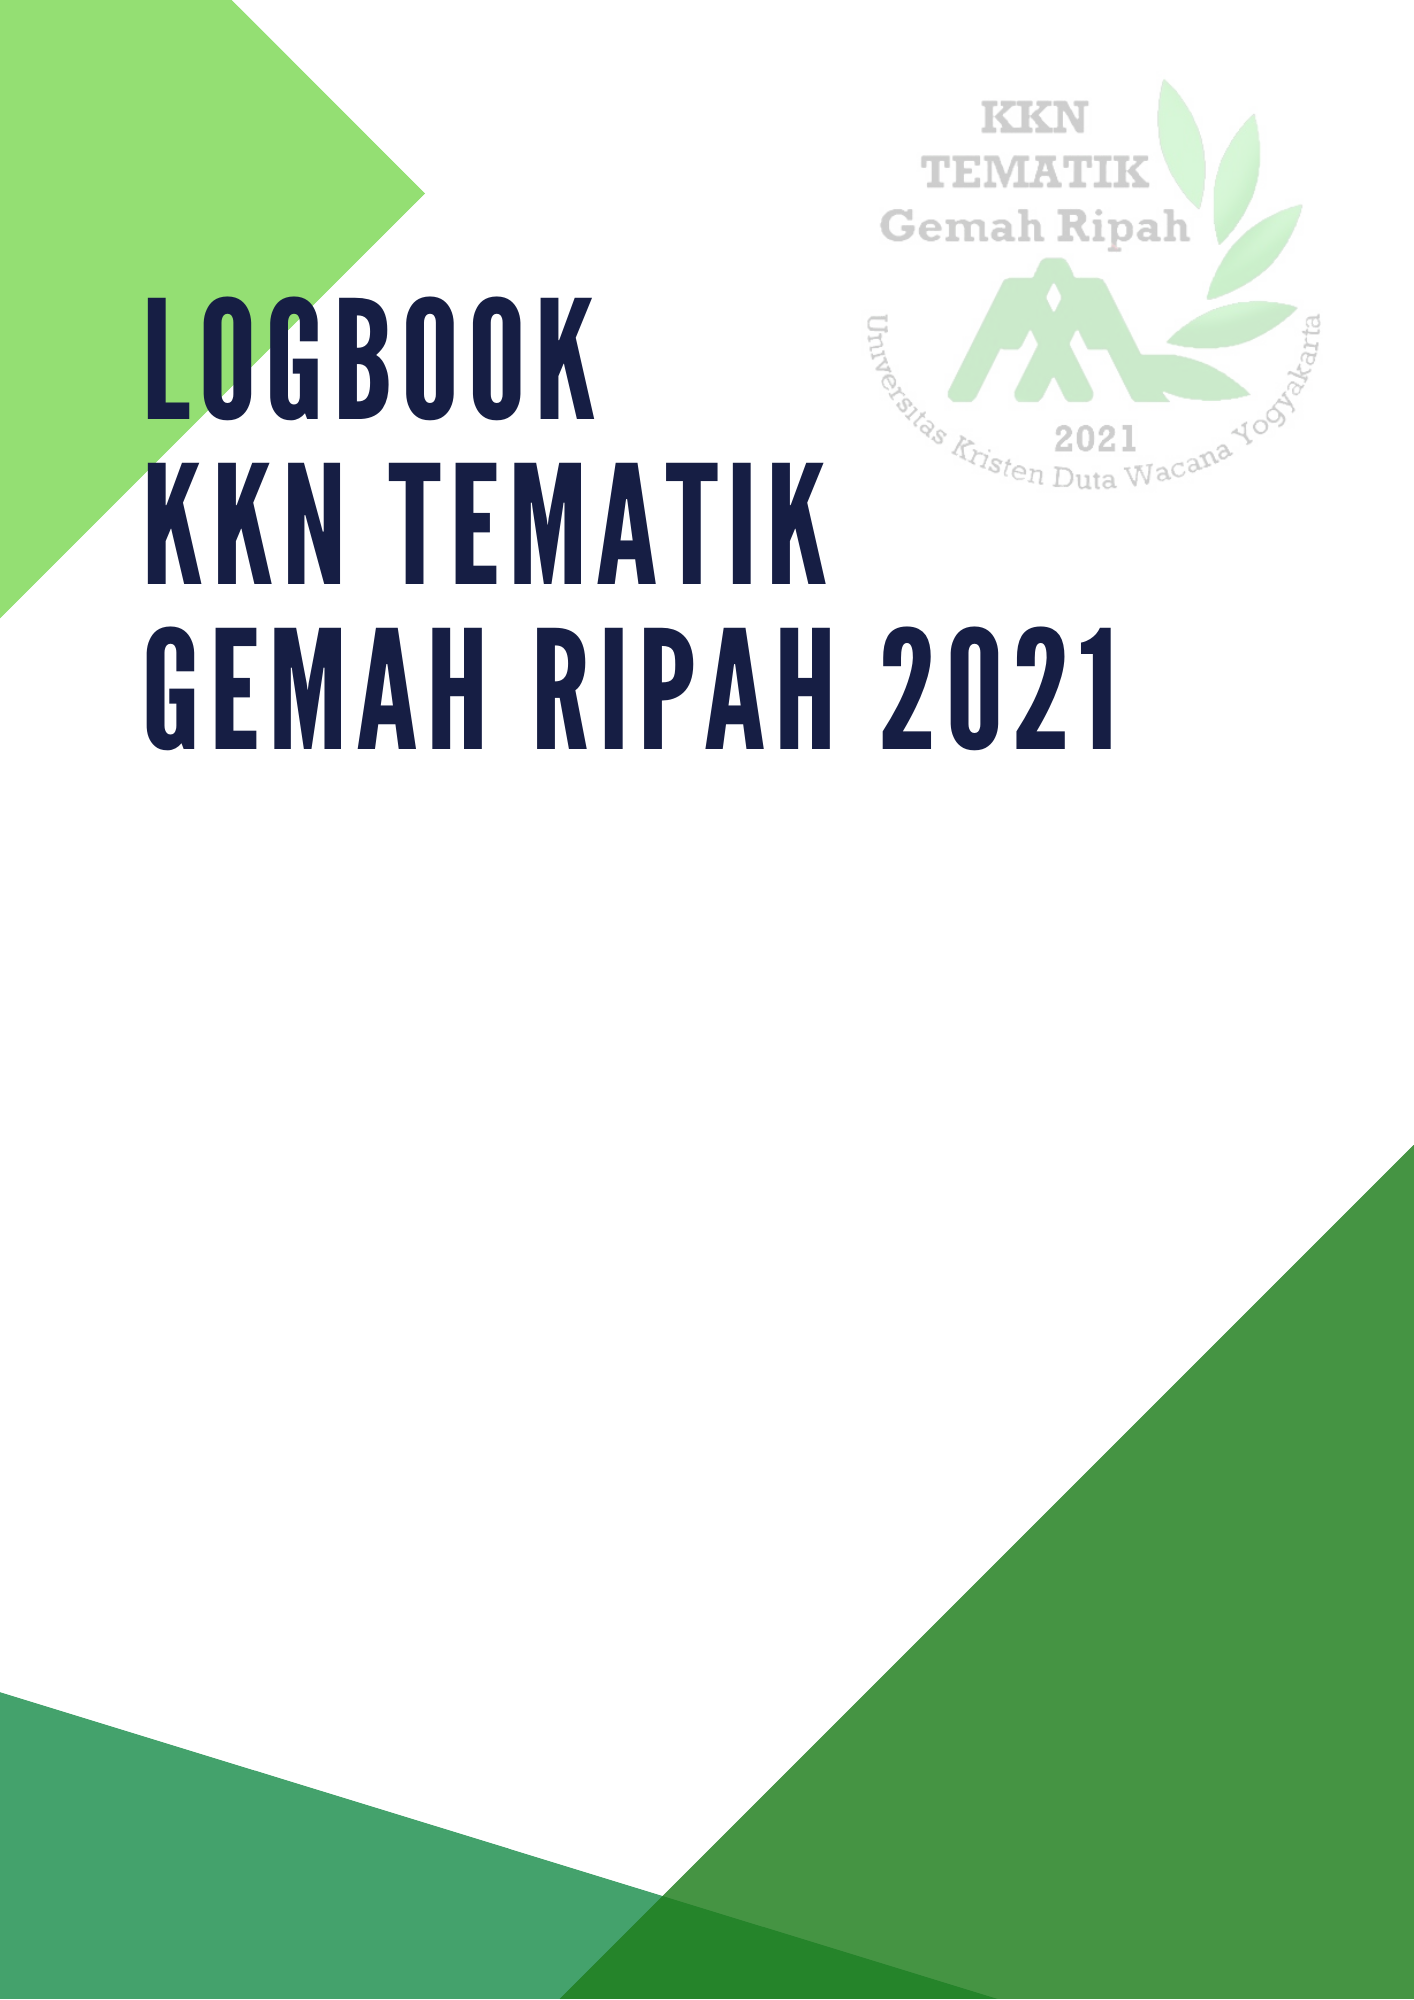 KKN
TEMATIK
Gemah Ripah
2021
Universitas Kristen Duta Wacana Yogyakarta
LOGBOOK
KKN TEMATIK
GEMAH RIPAH 2021